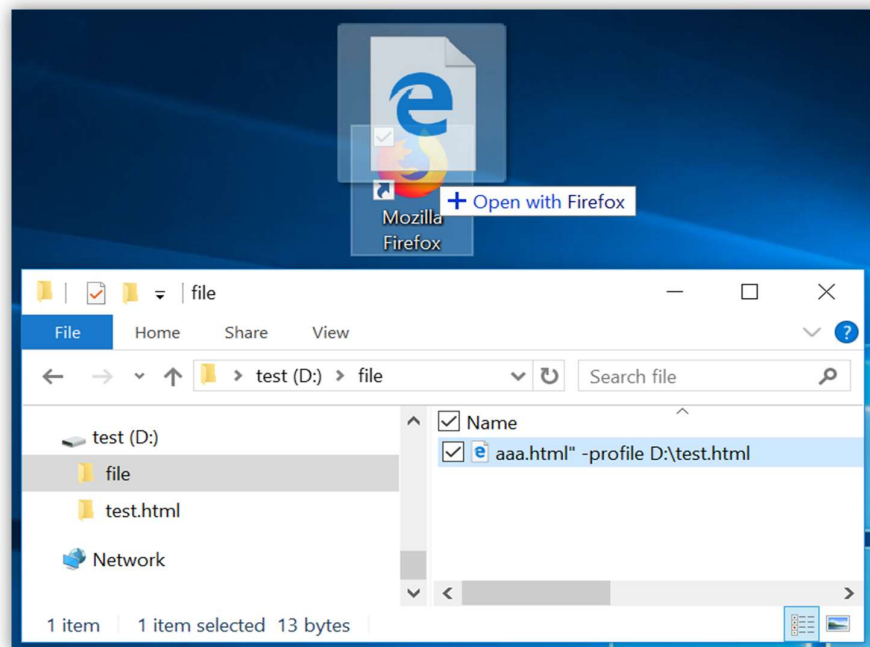 Open with Firefox
Mozilla
Firefox
file
File
Home
Share
View
test (D:)
file
Search file
test (D:)
file
test.html
Network
Name
aaa.html" -profile D:\test.html
1 item
1 item selected 13 bytes